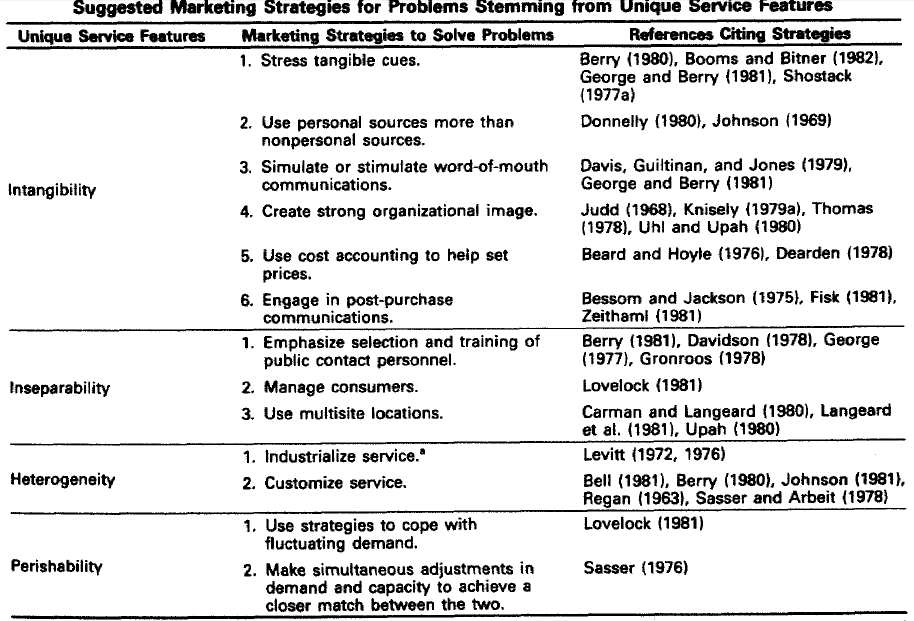 Suggested Marketing Strategies for Problems Stemming from Unique Service Features
Unique Service Features Marketing Strategies to Solve Problems References Citing Strategies
Intangibility
1. Stress tangible cues. Berry (1980), Booms and Bitner (1982),
George and Berry (1981), Shostack
(1977a)
2. Use personal sources more than Donnelly (1980), Johnson (1969)
nonpersonal sources.
3. Simulate or stimulate word-of-mouth Davis, Guiltinan, and Jones (1979),
communications. George and Berry (1981)
4. Create strong organizational image. Judd (1968), Knisely (1979a), Thomas
(1978), Uhl and Upah (1980)
5. Use cost accounting to help set Beard and Hoyle (1976), Dearden (1978)
prices.
6. Engage in post-purchase Bessom and Jackson (1975), Fisk (1981),
communications. Zeithaml (1981)
Inseparability
1. Emphasize selection and training of Berry (1981), Davidson (1978), George
public contact personnel. (1977), Gronroos (1978)
2. Manage consumers. Lovelock (1981)
3. Use multisite locations. Carman and Langeard (1980), Langeard
et al. (1981), Upah (1980)
Heterogeneity
1. Industrialize service.ª Levitt (1972, 1976)
2. Customize service. Bell (1981), Berry (1980), Johnson (1981),
Regan (1963), Sasser and Arbeit (1978)
Perishability
1. Use strategies to cope with Lovelock (1981)
fluctuating demand.
2. Make simultaneous adjustments in Sasser (1976)
demand and capacity to achieve a
closer match between the two.